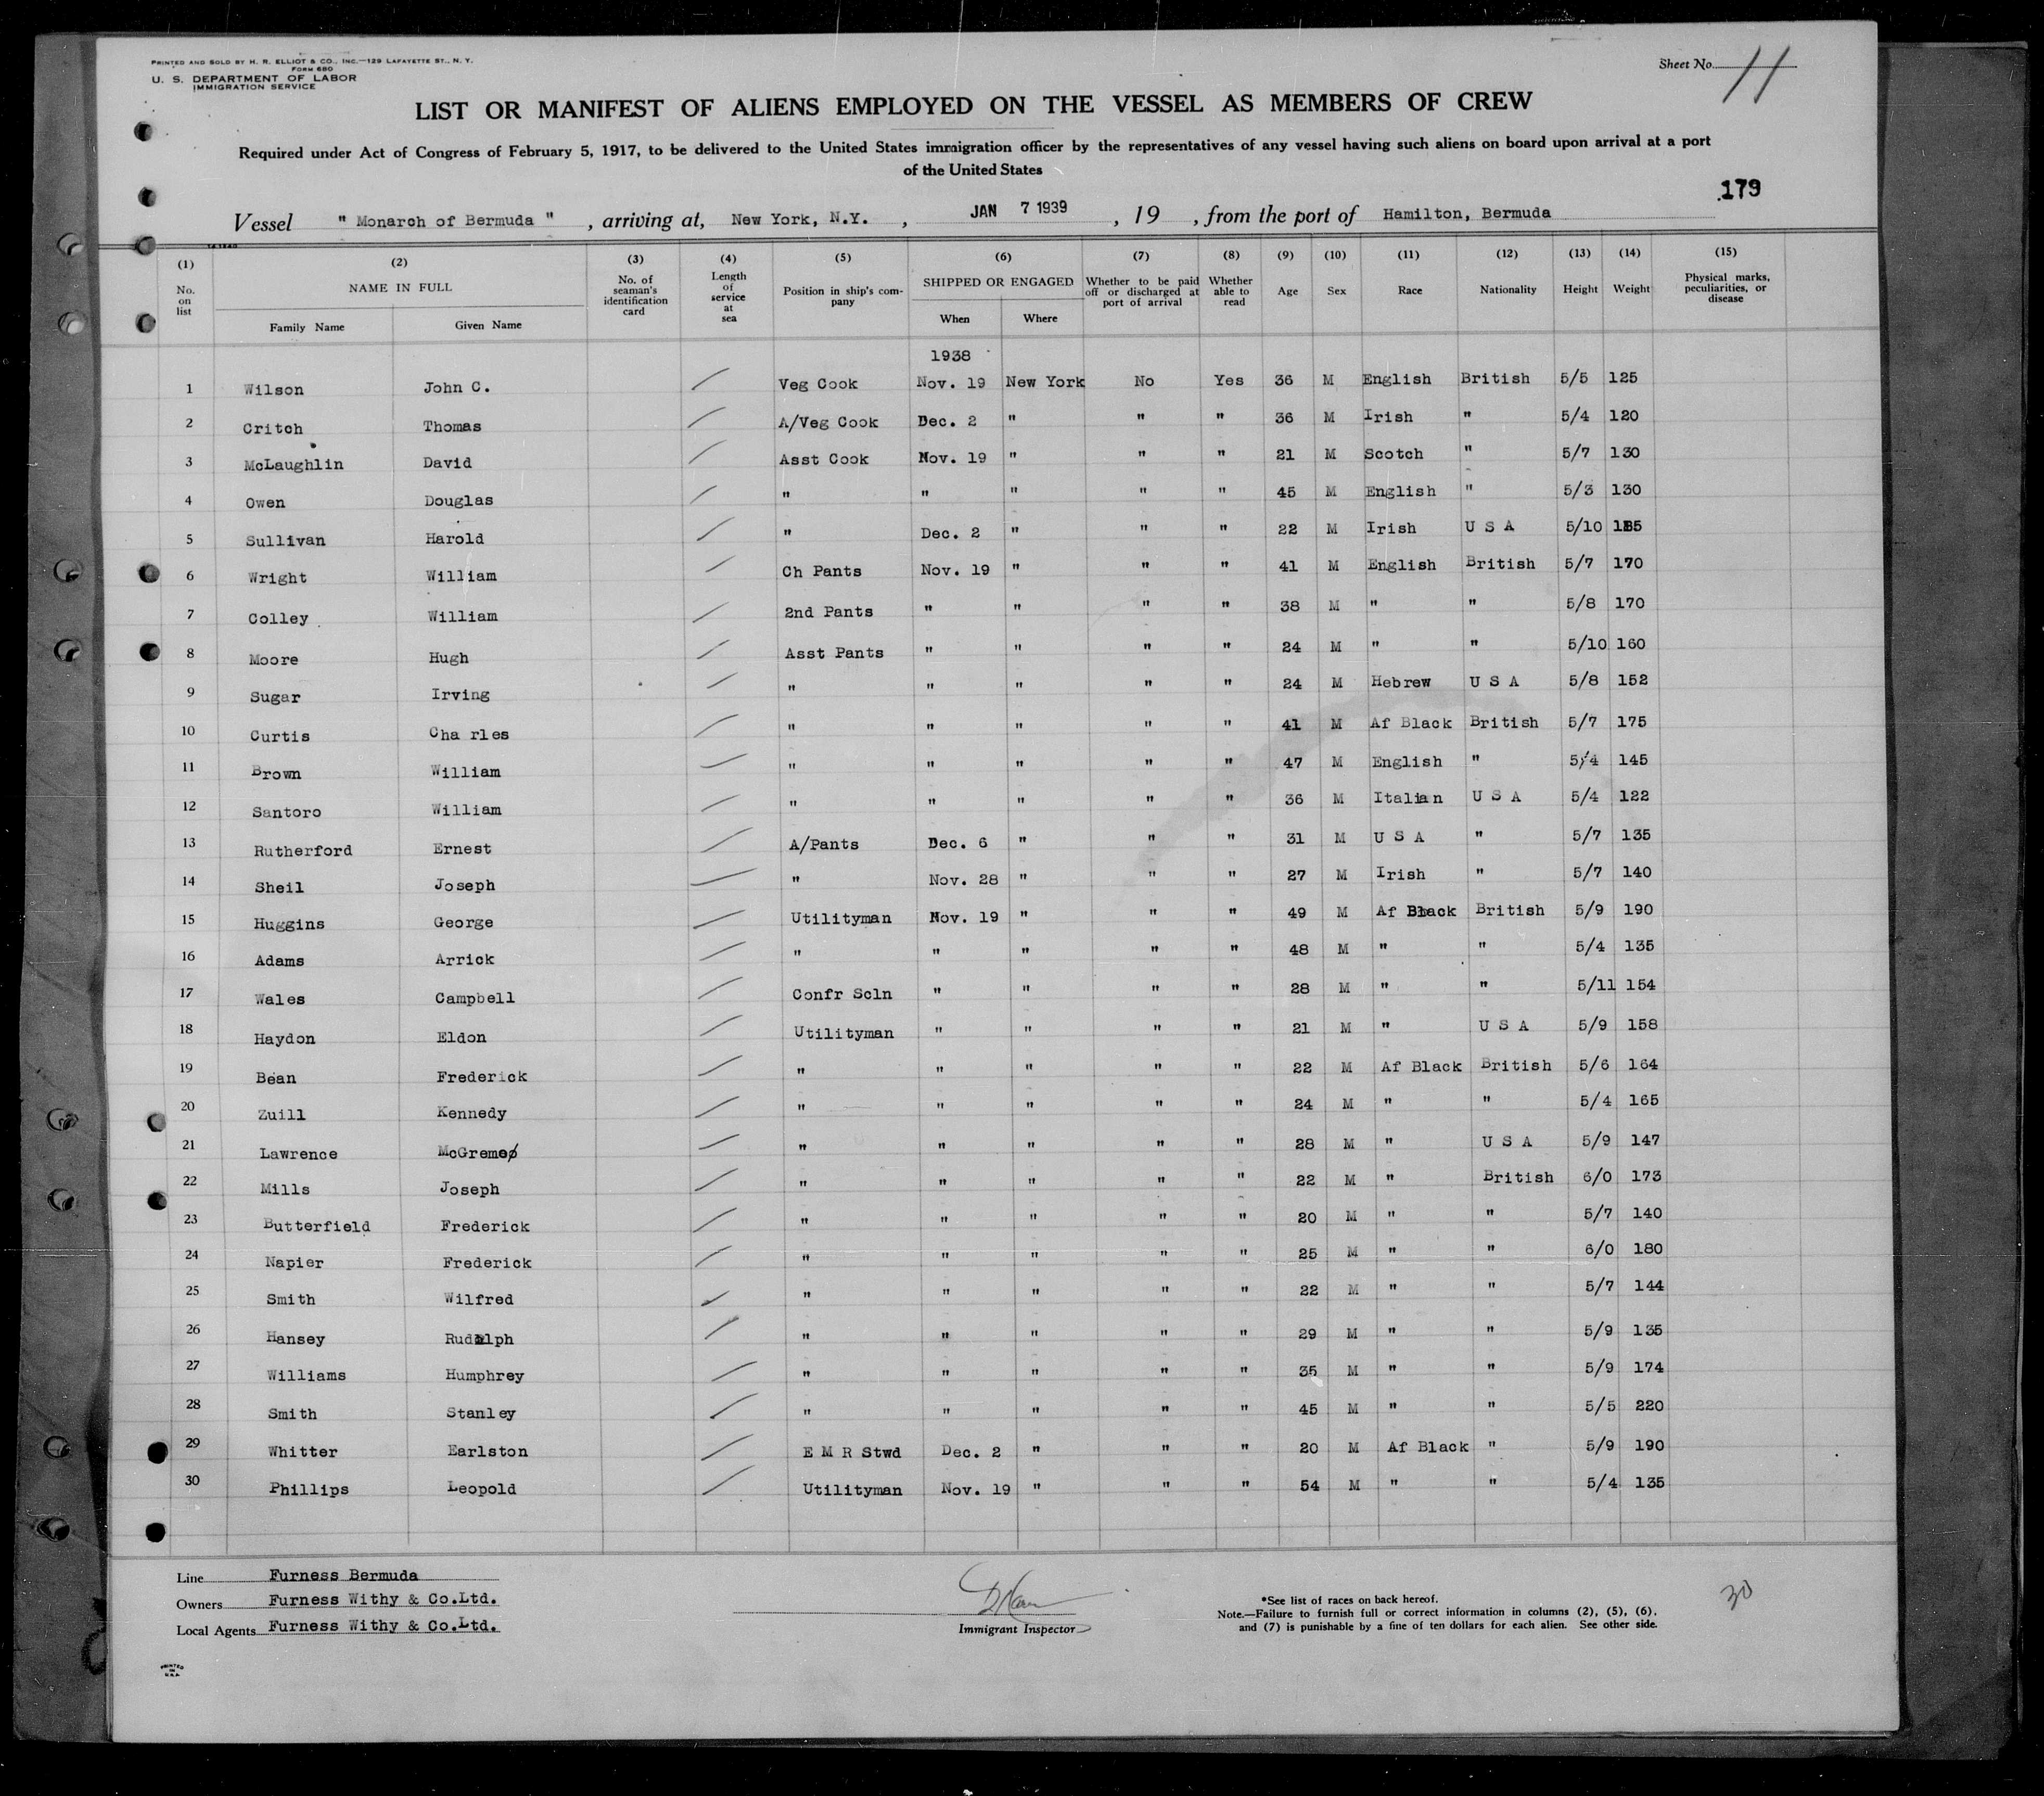 PRINTED AND SOLD BY H. R. ELLIOT & CO., INC.—129 LAFAYETTE ST., N. Y.
FORM 680
U. S. DEPARTMENT OF LABOR
IMMIGRATION SERVICE
Sheet No. 11
LIST OR MANIFEST OF ALIENS EMPLOYED ON THE VESSEL AS MEMBERS OF CREW
Required under Act of Congress of February 5, 1917, to be delivered to the United States immigration officer by the representatives of any vessel having such aliens on board upon arrival at a port
of the United States
179
Vessel " Monarch of Bermuda ", arriving at, New York, N.Y., JAN 7 1939, 19 , from the port of Hamilton, Bermuda
(1) (2) (3) (4) (5) (6) (7) (8) (9) (10) (11) (12) (13) (14) (15)
No. on list NAME IN FULL Family Name Given Name No. of seaman's identification card Length of service at sea Position in ship's company SHIPPED OR ENGAGED When Where Whether to be paid off or discharged at port of arrival Whether able to read Age Sex Race Nationality Height Weight Physical marks, peculiarities, or disease
1938
1 Wilson John C. Veg Cook Nov. 19 New York No Yes 36 M English British 5/5 125
2 Critch Thomas A/Veg Cook Dec. 2 " " " 36 M Irish " 5/4 120
3 McLaughlin David Asst Cook Nov. 19 " " " 21 M Scotch " 5/7 130
4 Owen Douglas " " " " " 45 M English " 5/3 130
5 Sullivan Harold " Dec. 2 " " " 22 M Irish U S A 5/10
6 Wright William Ch Pants Nov. 19 " " " 41 M English British 5/7 170
7 Colley William 2nd Pants " " " " 38 M " " 5/8 170
8 Moore Hugh Asst Pants " " " " 24 M " " 5/10 160
9 Sugar Irving " " " " " 24 M Hebrew U S A 5/8 152
10 Curtis Cha rles " " " " " 41 M Af Black British 5/7 175
11 Brown William " " " " " 47 M English " 5/4 145
12 Santoro William " " " " " 36 M Italian U S A 5/4 122
13 Rutherford Ernest A/Pants Dec. 6 " " " 31 M U S A " 5/7 135
14 Sheil Joseph " Nov. 28 " " " 27 M Irish " 5/7 140
15 Huggins George Utilityman Nov. 19 " " " 49 M Af Black British 5/9 190
16 Adams Arrick " " " " " 48 M " " 5/4 135
17 Wales Campbell Confr Scln " " " " 28 M " " 5/11 154
18 Haydon Eldon Utilityman " " " " 21 M " U S A 5/9 158
19 Bean Frederick " " " " " 22 M Af Black British 5/6 164
20 Zuill Kennedy " " " " " 24 M " " 5/4 165
21 Lawrence " " " " " 28 M " U S A 5/9 147
22 Mills Joseph " " " " " 22 M " British 6/0 173
23 Butterfield Frederick " " " " " 20 M " " 5/7 140
24 Napier Frederick " " " " " 25 M " " 6/0 180
25 Smith Wilfred " " " " " 22 M " " 5/7 144
26 Hansey Rudolph " " " " " 29 M " " 5/9 135
27 Williams Humphrey " " " " " 35 M " " 5/9 174
28 Smith Stanley " " " " " 45 M " " 5/5 220
29 Whitter Earlston E M R Stwd Dec. 2 " " " 20 M Af Black " 5/9 190
30 Phillips Leopold Utilityman Nov. 19 " " " 54 M " " 5/4 135
Line Furness Bermuda
Owners Furness Withy & Co.Ltd.
Local Agents Furness Withy & Co.Ltd.
Immigrant Inspector
*See list of races on back hereof.
Note.—Failure to furnish full or correct information in columns (2), (5), (6),
and (7) is punishable by a fine of ten dollars for each alien. See other side.
30
PRINTED
IN
U.S.A.